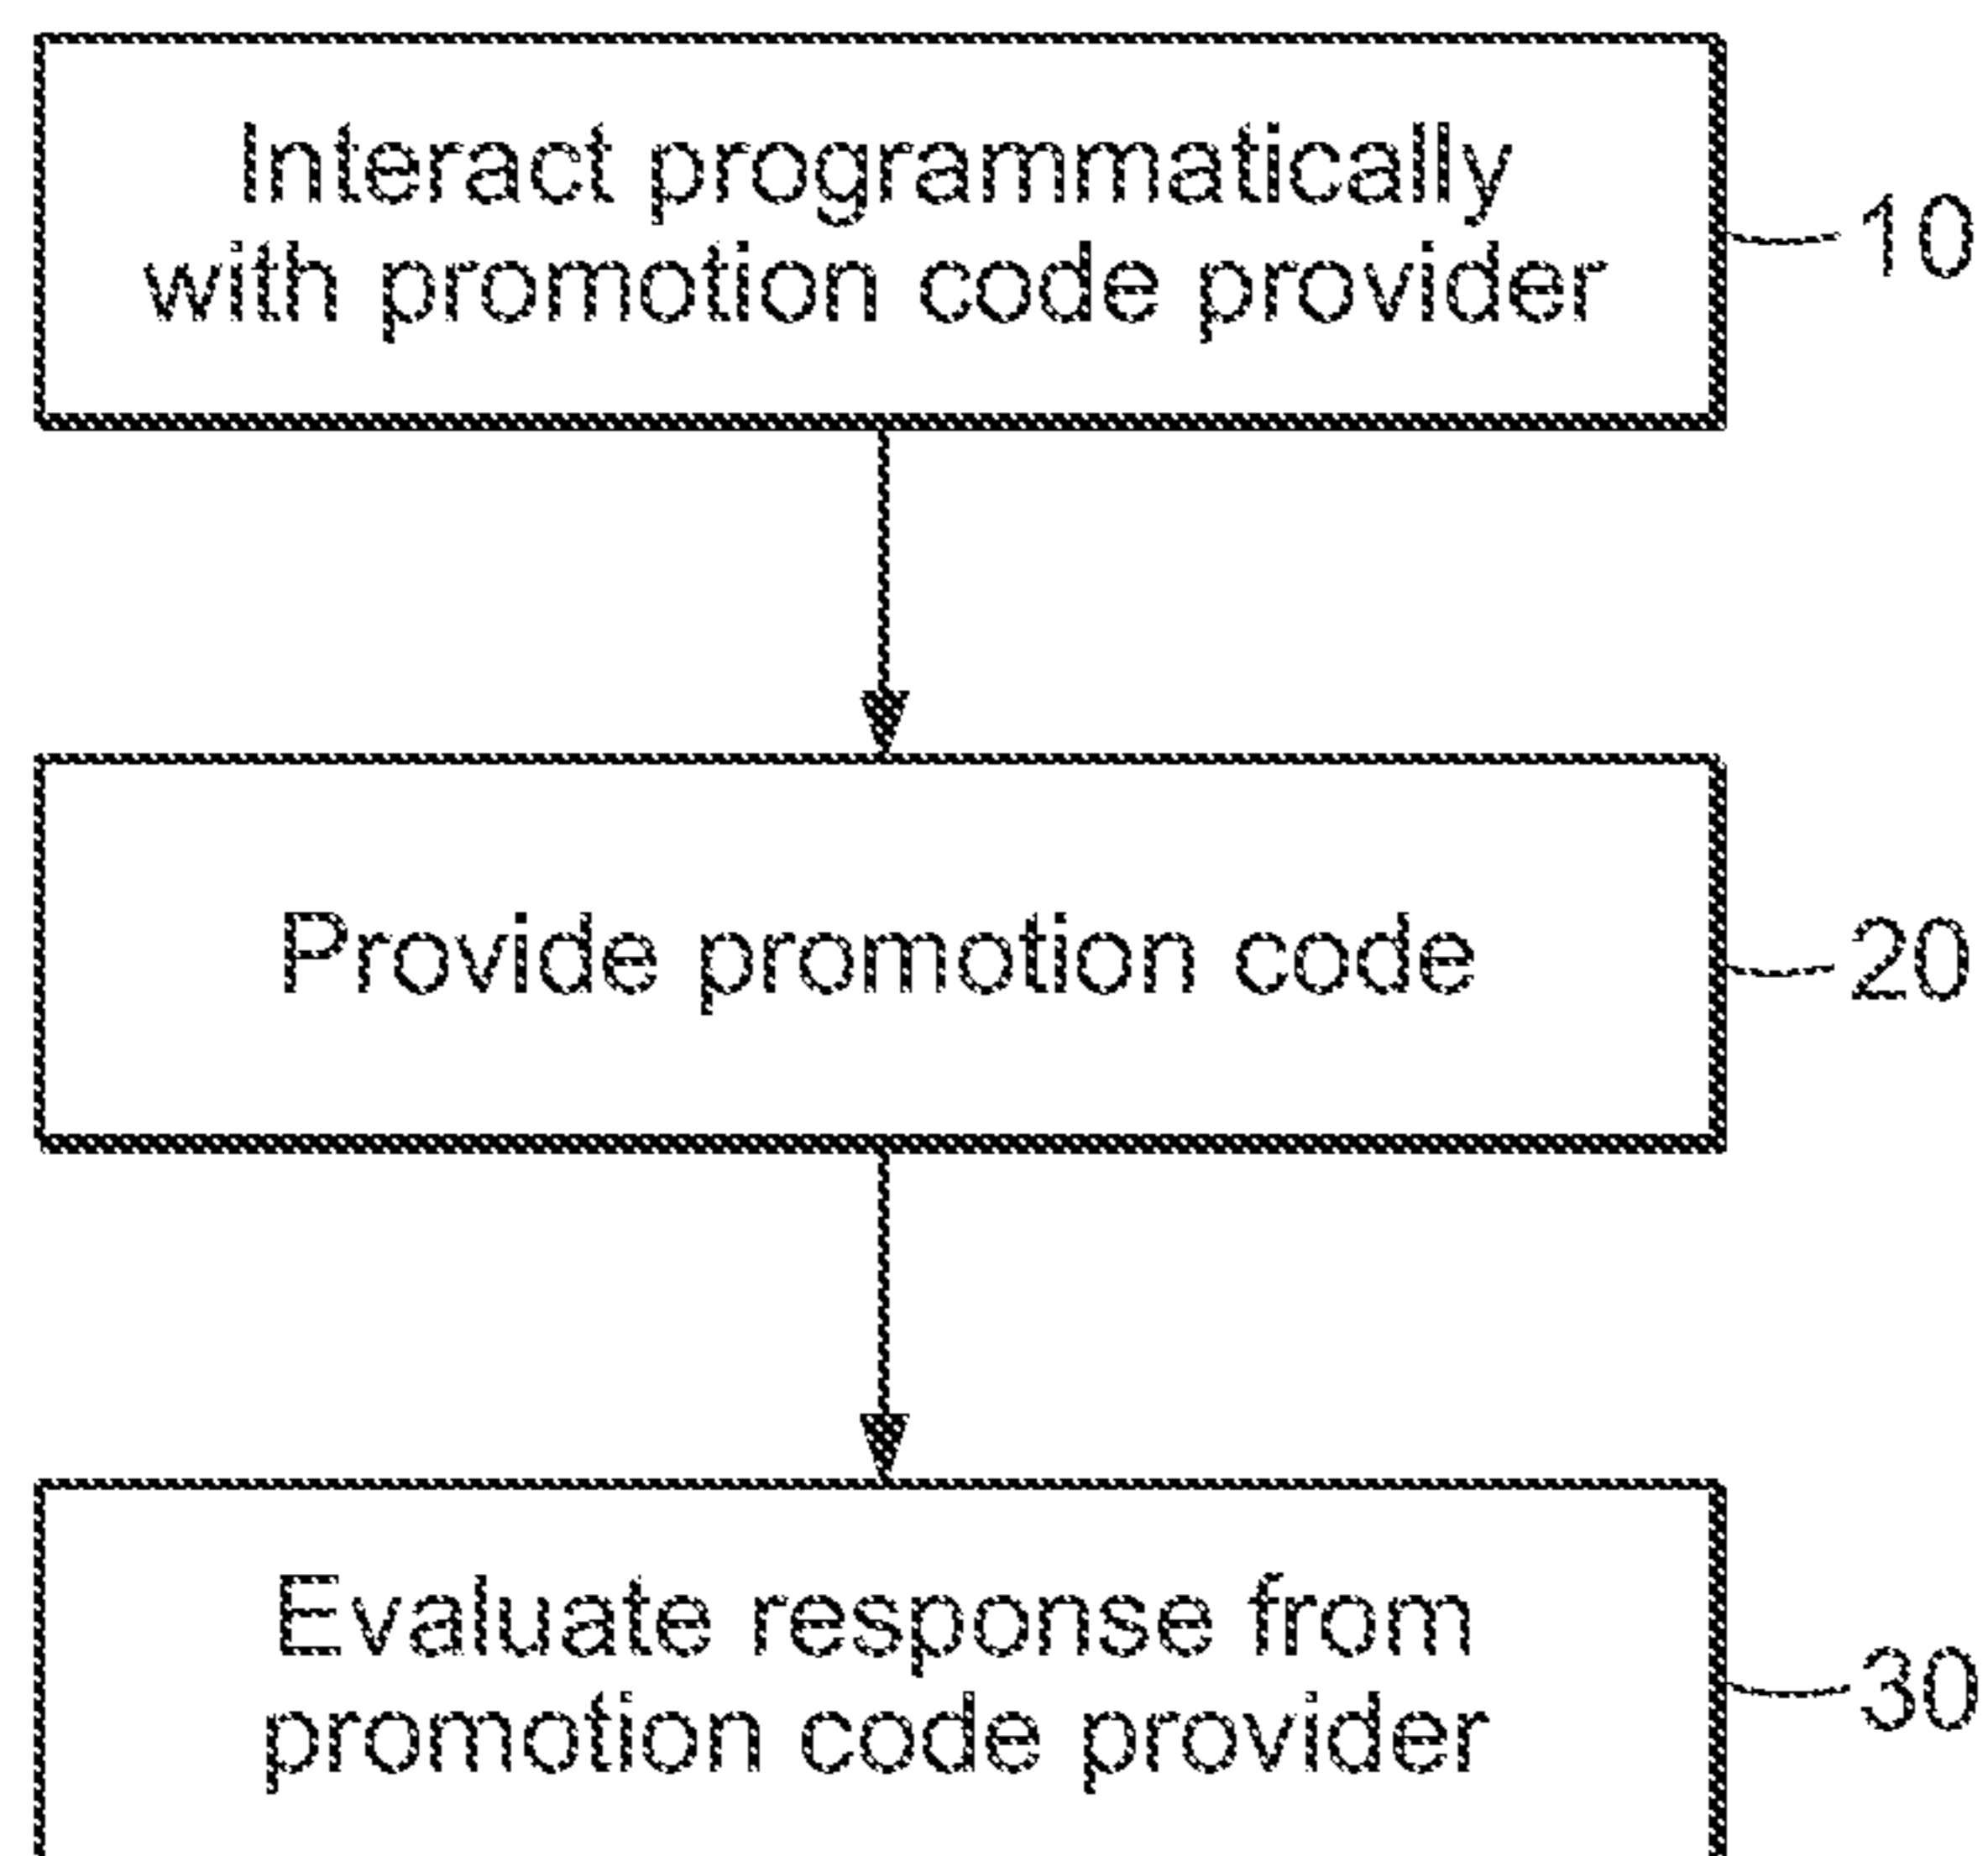 Interact programmatically
with promotion code provider
10
Provide promotion code
20
Evaluate response from
promotion code provider
30